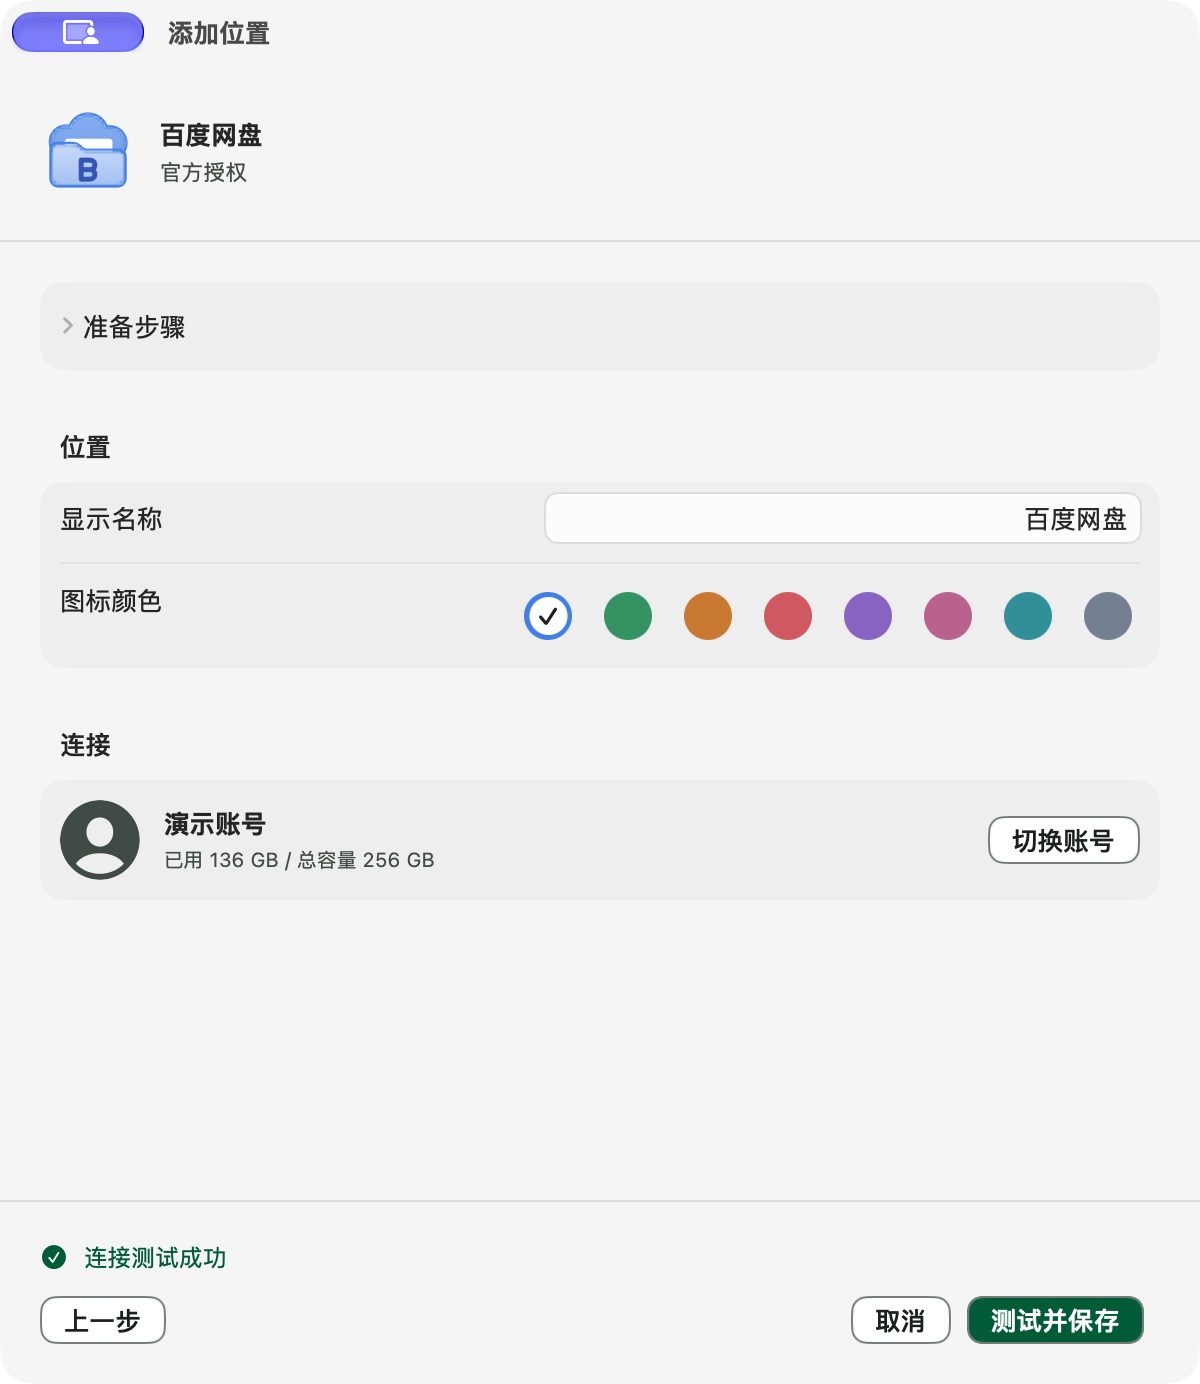 添加位置
百度网盘
官方授权
B
准备步骤
位置
显示名称
百度网盘
图标颜色
连接
演示账号
已用 136 GB / 总容量 256 GB
切换账号
连接测试成功
上一步
取消
测试并保存